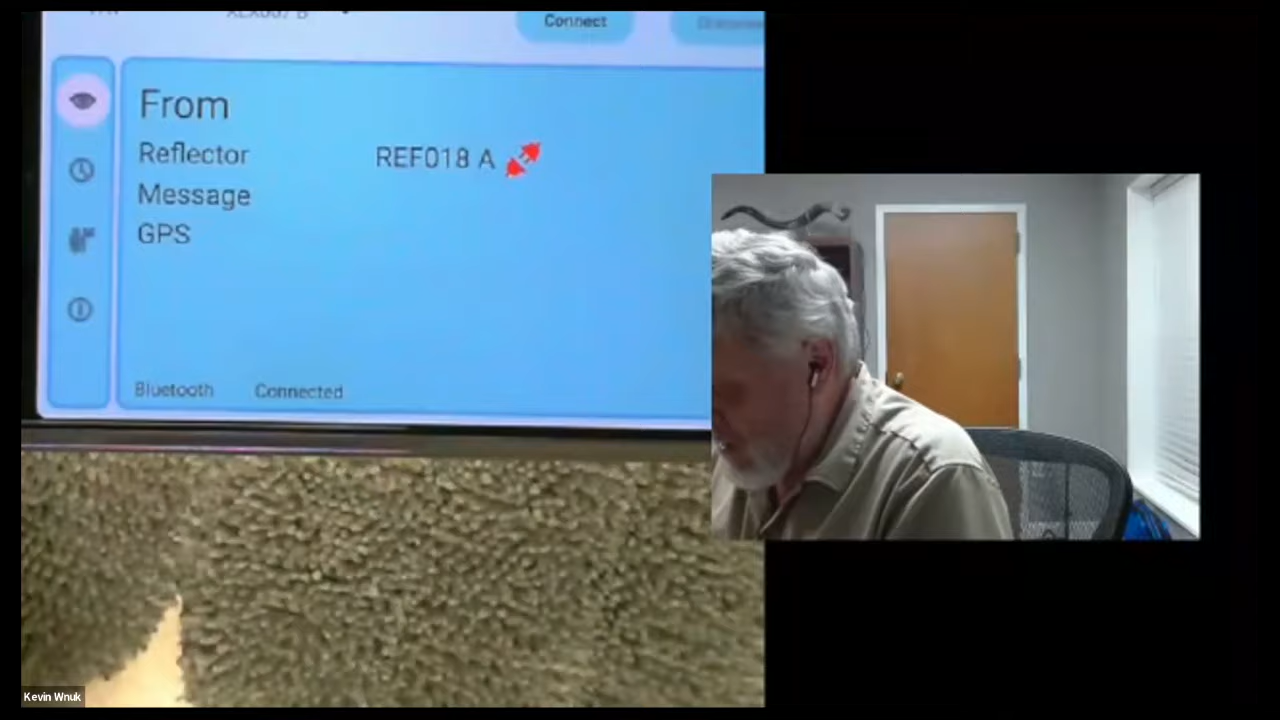 Connect
From
Reflector REF018 A
Message
GPS
Bluetooth Connected
Kevin Wnuk